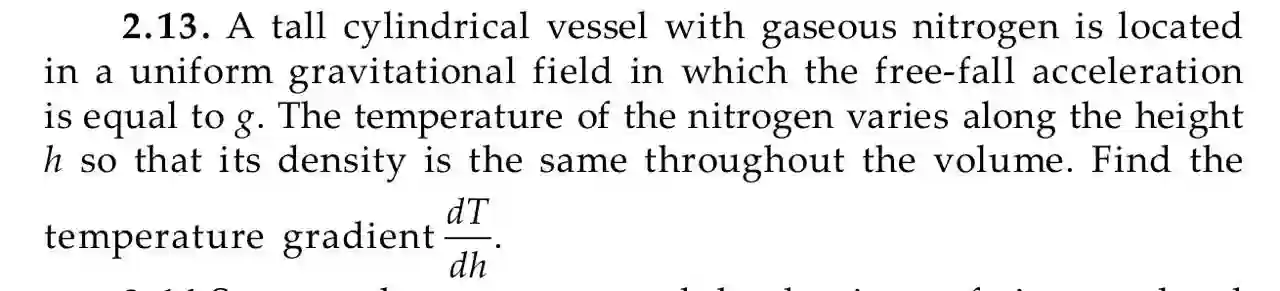 2.13. A tall cylindrical vessel with gaseous nitrogen is located
in a uniform gravitational field in which the free-fall acceleration
is equal to g. The temperature of the nitrogen varies along the height
h so that its density is the same throughout the volume. Find the
temperature gradient dT/dh.